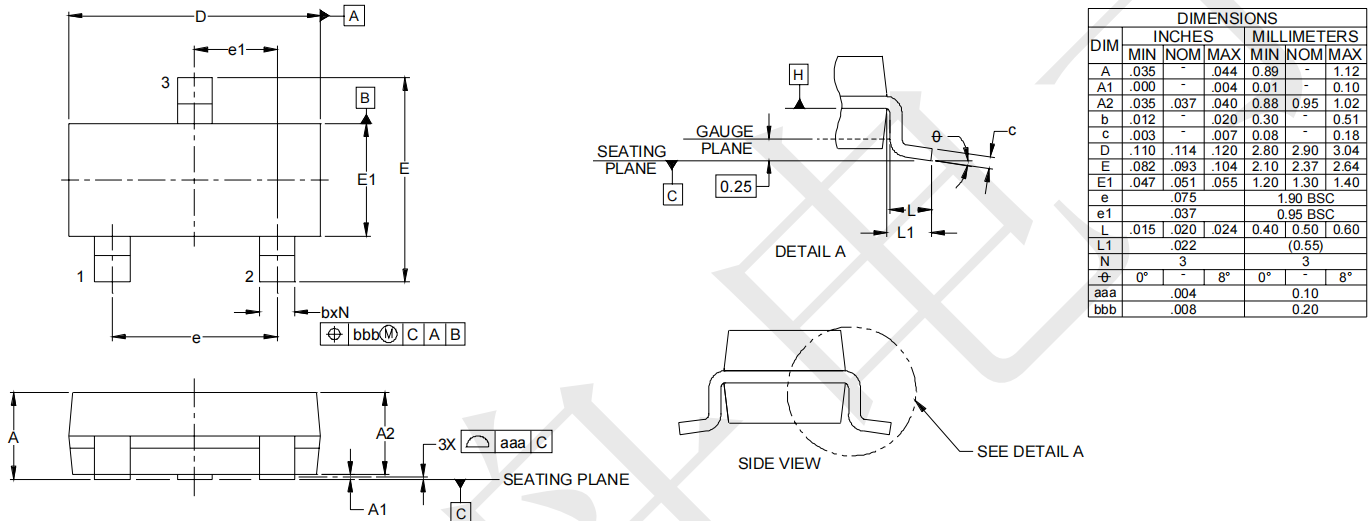 D
A
e1
3
B
E1
E
1
2
bxN
⌖ bbbⓂ C A B
e
A
A2
3X ⌓ aaa C
SEATING PLANE
A1
C
H
GAUGE
PLANE
SEATING
PLANE
C
0.25
θ
c
L
L1
DETAIL A
SIDE VIEW
SEE DETAIL A
DIMENSIONS
DIM INCHES MILLIMETERS
MIN NOM MAX MIN NOM MAX
A .035 - .044 0.89 - 1.12
A1 .000 - .004 0.01 - 0.10
A2 .035 .037 .040 0.88 0.95 1.02
b .012 - .020 0.30 - 0.51
c .003 - .007 0.08 - 0.18
D .110 .114 .120 2.80 2.90 3.04
E .082 .093 .104 2.10 2.37 2.64
E1 .047 .051 .055 1.20 1.30 1.40
e .075 1.90 BSC
e1 .037 0.95 BSC
L .015 .020 .024 0.40 0.50 0.60
L1 .022 (0.55)
N 3 3
θ 0° - 8° 0° - 8°
aaa .004 0.10
bbb .008 0.20